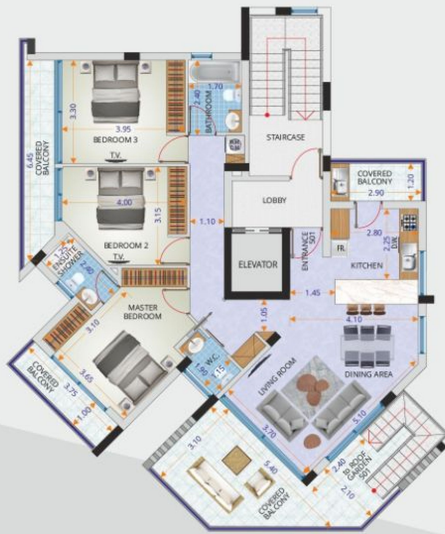 1.70
2.40
BATHROOM
3.30
3.95
BEDROOM 3
T.V.
STAIRCASE
6.45
COVERED
BALCONY
4.00
3.15
BEDROOM 2
T.V.
1.10
LOBBY
ELEVATOR
ENTRANCE
501
COVERED
BALCONY
2.90
1.20
2.80
FR.
2.25
D.W.
KITCHEN
1.45
4.10
1.25
ENSUITE
SHOWER
2.80
3.10
MASTER
BEDROOM
3.65
1.05
W.C.
1.90
1.15
COVERED
BALCONY
3.75
1.00
LIVING ROOM
DINING AREA
3.70
5.10
3.10
5.40
COVERED
BALCONY
2.40
2.10
to ROOF
GARDEN
501